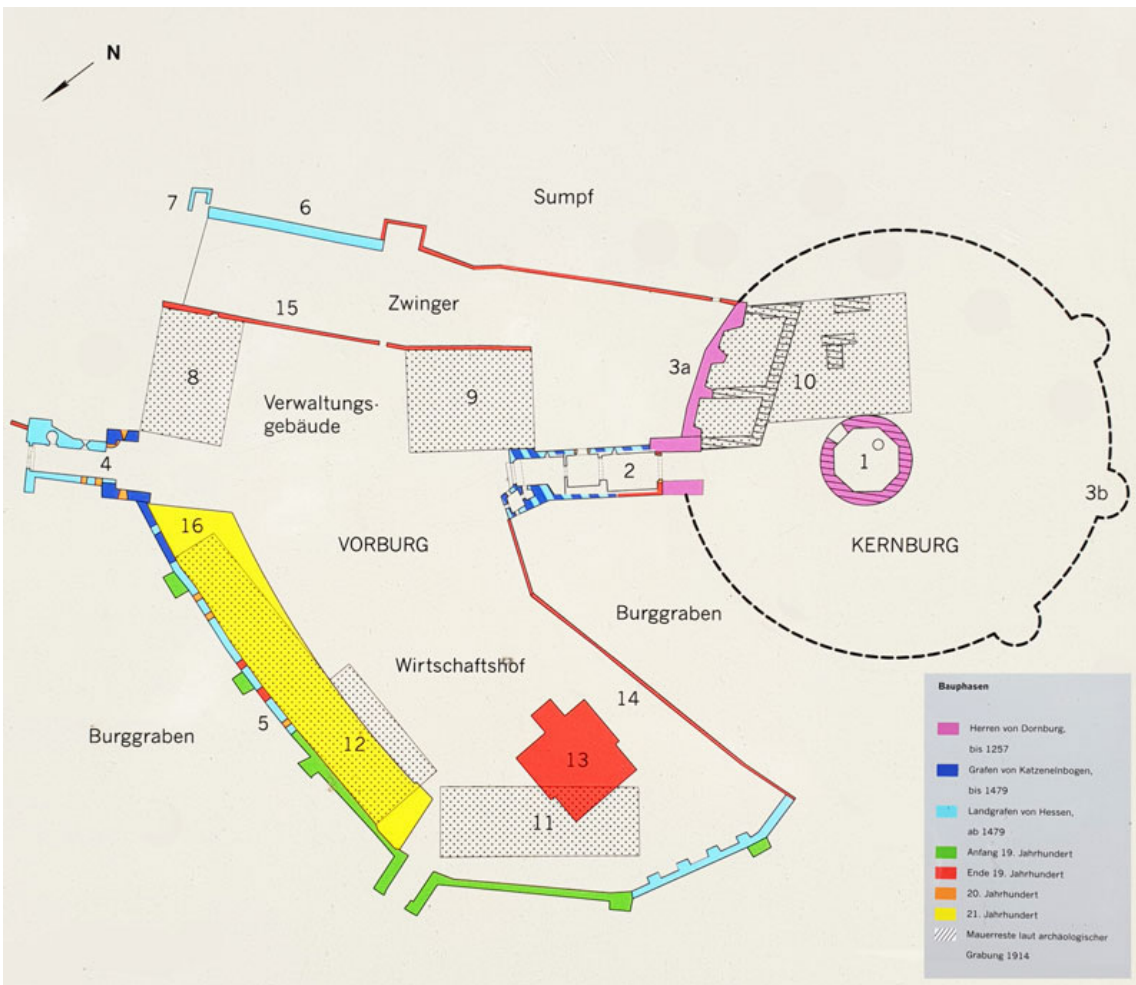 N
7
6
Sumpf
15
Zwinger
3a
8
10
9
Verwaltungs-
gebäude
4
2
1
3b
16
VORBURG
KERNBURG
Burggraben
Wirtschaftshof
14
5
Burggraben
12
13
11
Bauphasen
Herren von Dornburg,
bis 1257
Grafen von Katzenelnbogen,
bis 1479
Landgrafen von Hessen,
ab 1479
Anfang 19. Jahrhundert
Ende 19. Jahrhundert
20. Jahrhundert
21. Jahrhundert
Mauerreste laut archäologischer
Grabung 1914